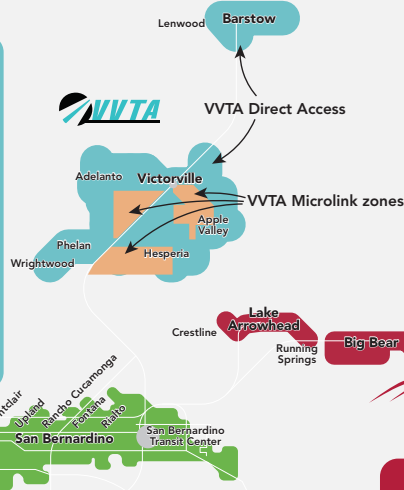 Lenwood
Barstow
VVTA
VVTA Direct Access
Adelanto
Victorville
VVTA Microlink zones
Apple
Valley
Phelan
Hesperia
Wrightwood
Lake
Arrowhead
Crestline
Running
Springs
Big Bear
Upland
Rancho Cucamonga
Fontana
Rialto
San Bernardino
San Bernardino
Transit Center